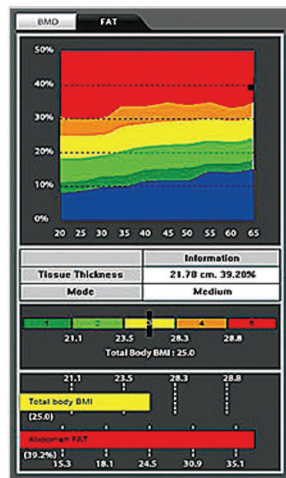 BMD FAT
50%
40%
30%
20%
10%
0%
20 25 30 35 40 45 50 55 65
Information
Tissue Thickness 21.78 cm. 39.20%
Mode Medium
1 2 3 4
21.1 23.5 28.3 28.8
Total Body BMI : 25.0
21.1 23.5 28.3 28.8
Total body BMI
(25.0)
Abdomen FAT
(39.2%)
15.3 18.1 24.5 30.9 35.1